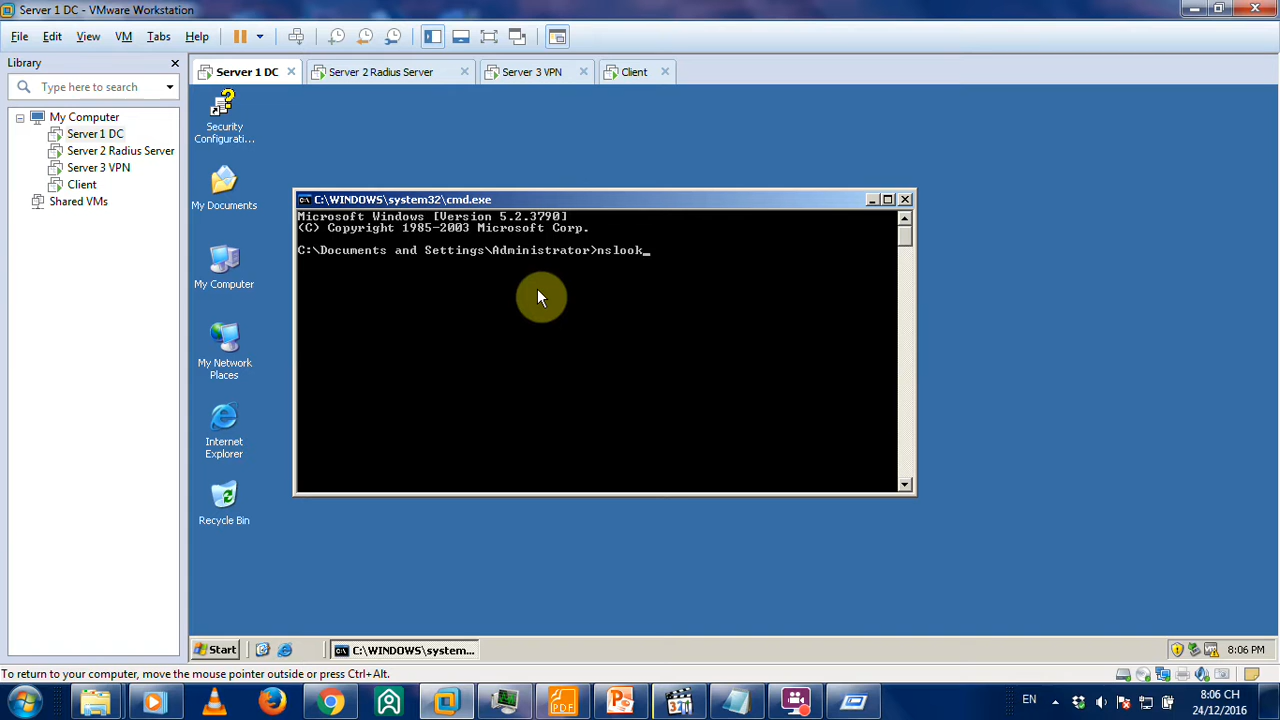 Server 1 DC - VMware Workstation
File Edit View VM Tabs Help
Library
Type here to search
My Computer
Server 1 DC
Server 2 Radius Server
Server 3 VPN
Client
Shared VMs
Server 1 DC
Server 2 Radius Server
Server 3 VPN
Client
Security
Configurati...
My Documents
My Computer
My Network
Places
Internet
Explorer
Recycle Bin
C:\WINDOWS\system32\cmd.exe
Microsoft Windows [Version 5.2.3790]
(C) Copyright 1985-2003 Microsoft Corp.
C:\Documents and Settings\Administrator>nslook_
Start
C:\WINDOWS\system...
8:06 PM
To return to your computer, move the mouse pointer outside or press Ctrl+Alt.
PDF
EN
8:06 CH
24/12/2016